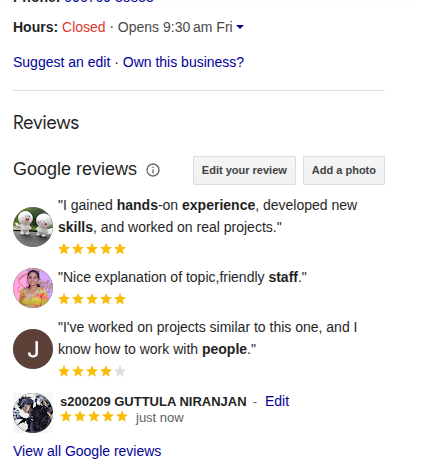 Hours: Closed · Opens 9:30 am Fri
Suggest an edit · Own this business?
Reviews
Google reviews
Edit your review
Add a photo
"I gained hands-on experience, developed new
skills, and worked on real projects."
"Nice explanation of topic,friendly staff."
J
"I've worked on projects similar to this one, and I
know how to work with people."
s200209 GUTTULA NIRANJAN - Edit
just now
View all Google reviews